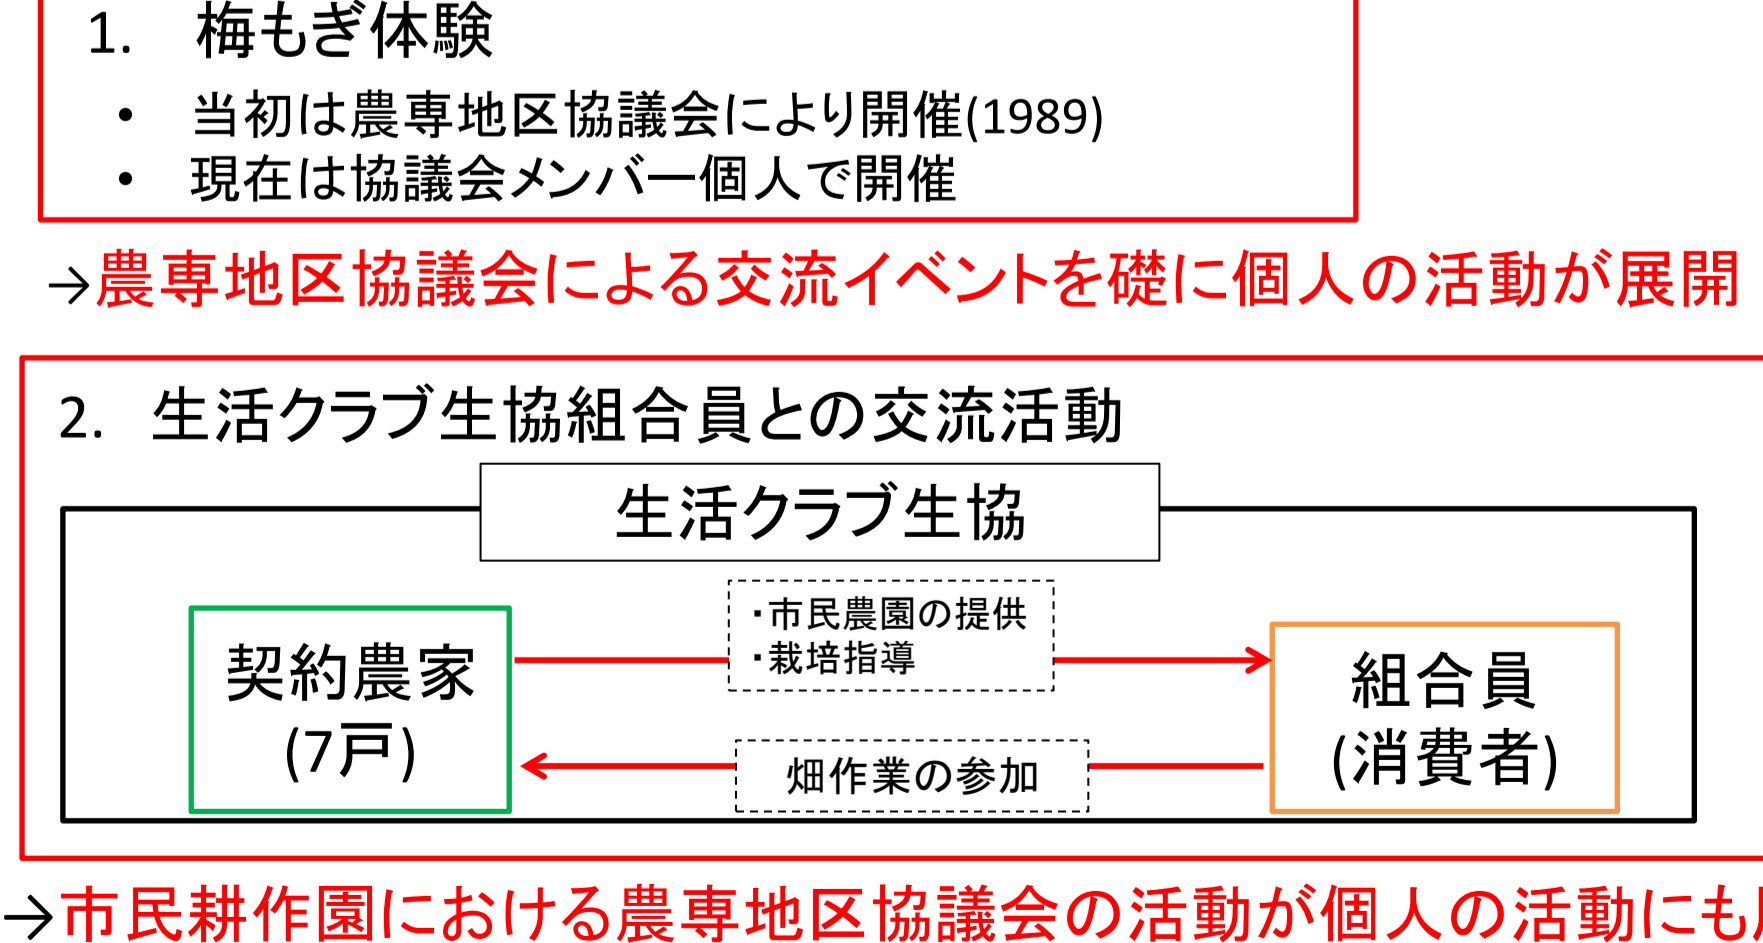 1. 梅もぎ体験
• 当初は農専地区協議会により開催(1989)
• 現在は協議会メンバー個人で開催
→農専地区協議会による交流イベントを礎に個人の活動が展開
2. 生活クラブ生協組合員との交流活動
生活クラブ生協
・市民農園の提供
・栽培指導
契約農家
(7戸)
組合員
(消費者)
畑作業の参加
→市民耕作園における農専地区協議会の活動が個人の活動にも